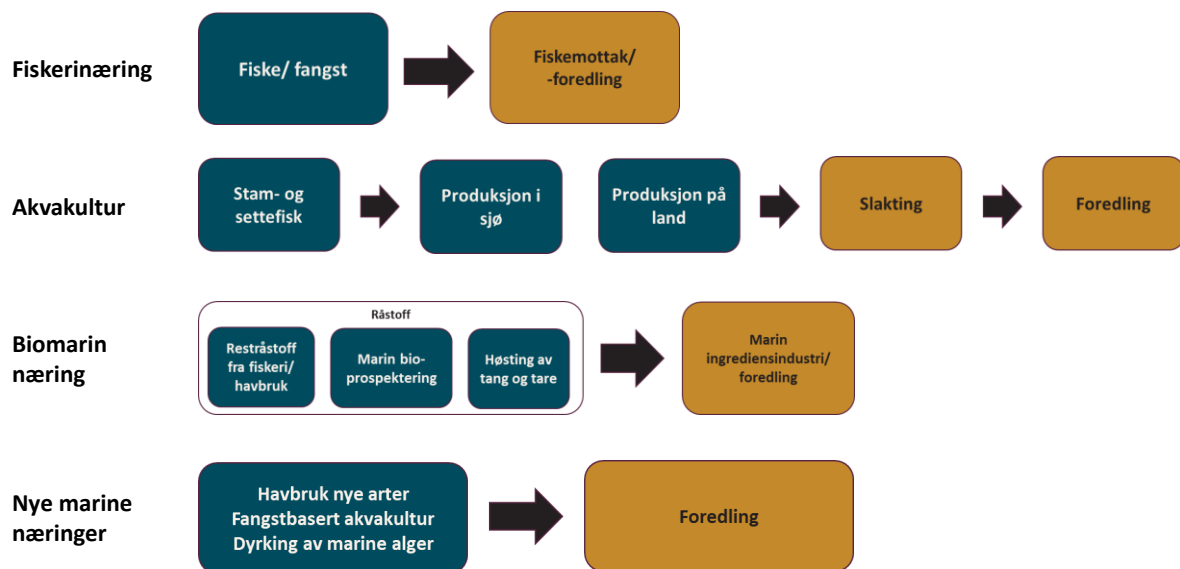 Fiskerinæring
Fiske/ fangst
Fiskemottak/
-foredling
Akvakultur
Stam- og
settefisk
Produksjon i
sjø
Produksjon på
land
Slakting
Foredling
Biomarin
næring
Råstoff
Restråstoff
fra fiskeri/
havbruk
Marin bio-
prospektering
Høsting av
tang og tare
Marin
ingrediensindustri/
foredling
Nye marine
næringer
Havbruk nye arter
Fangstbasert akvakultur
Dyrking av marine alger
Foredling